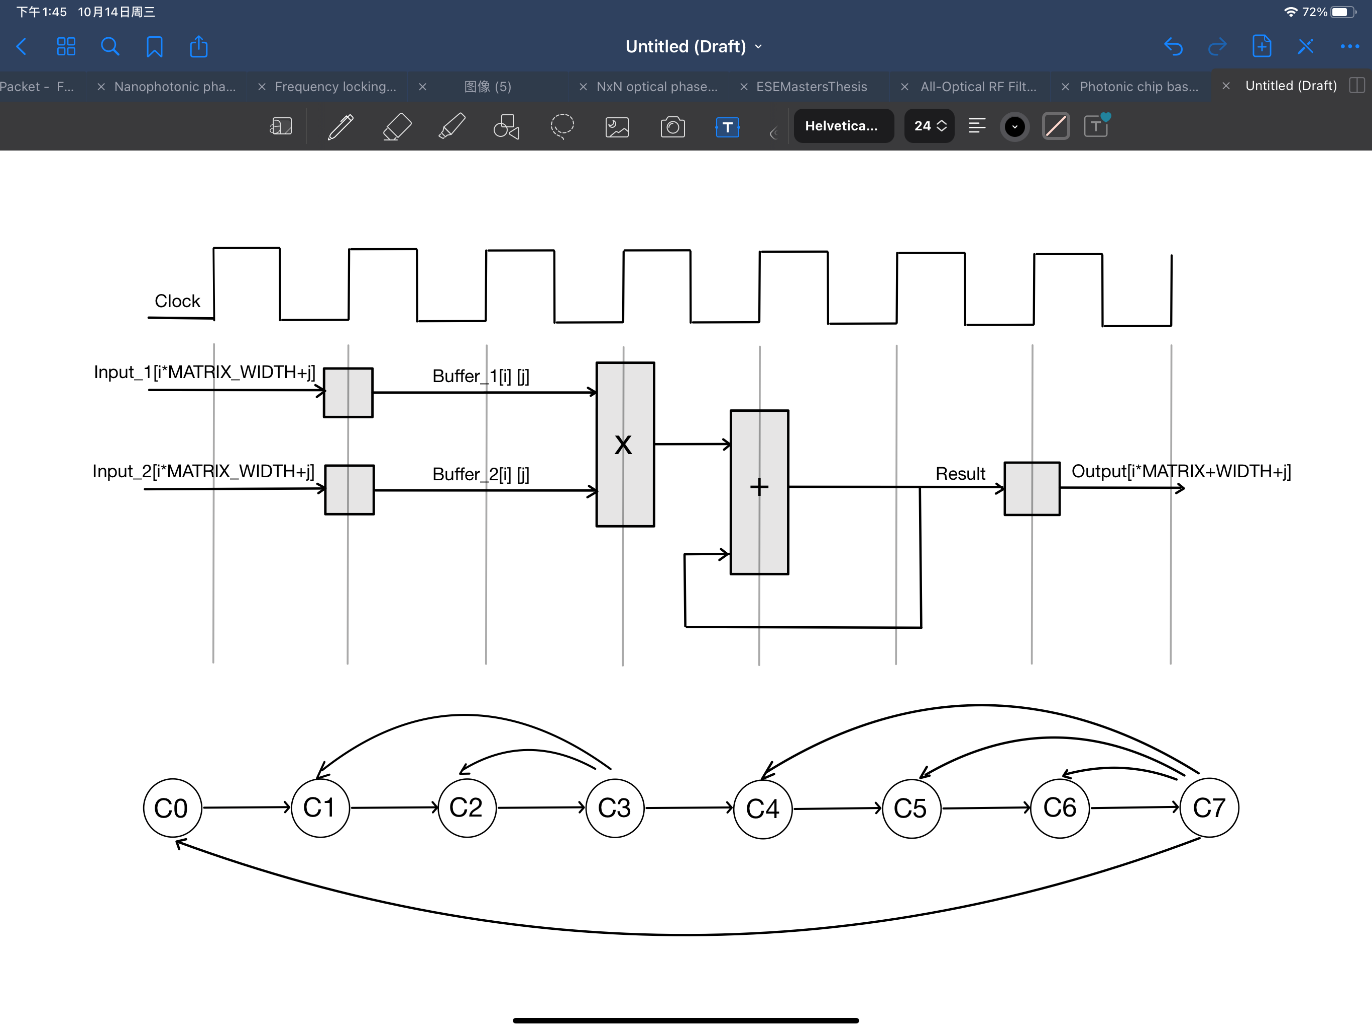 下午1:45 10月14日周三
72%
Untitled (Draft)
Packet - F...
Nanophotonic pha...
Frequency locking...
图像 (5)
NxN optical phase...
ESEMastersThesis
All-Optical RF Filt...
Photonic chip bas...
Untitled (Draft)
T
Helvetica...
24
T
Clock
Input_1[i*MATRIX_WIDTH+j]
Buffer_1[i] [j]
X
Input_2[i*MATRIX_WIDTH+j]
Buffer_2[i] [j]
+
Result
Output[i*MATRIX+WIDTH+j]
C0
C1
C2
C3
C4
C5
C6
C7